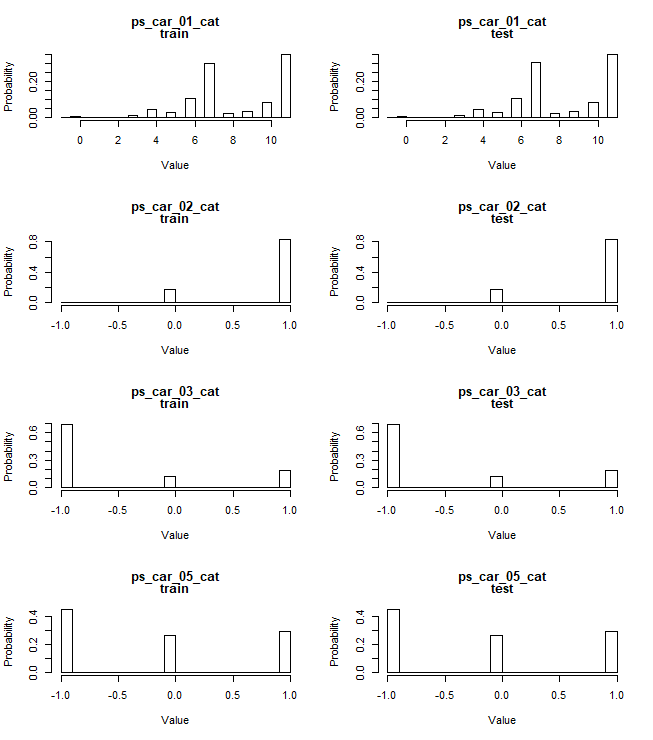 ps_car_01_cat
train
Probability
0.00 0.20
0 2 4 6 8 10
Value
ps_car_01_cat
test
Probability
0.00 0.20
0 2 4 6 8 10
Value
ps_car_02_cat
train
Probability
0.0 0.4 0.8
-1.0 -0.5 0.0 0.5 1.0
Value
ps_car_02_cat
test
Probability
0.0 0.4 0.8
-1.0 -0.5 0.0 0.5 1.0
Value
ps_car_03_cat
train
Probability
0.0 0.3 0.6
-1.0 -0.5 0.0 0.5 1.0
Value
ps_car_03_cat
test
Probability
0.0 0.3 0.6
-1.0 -0.5 0.0 0.5 1.0
Value
ps_car_05_cat
train
Probability
0.0 0.2 0.4
-1.0 -0.5 0.0 0.5 1.0
Value
ps_car_05_cat
test
Probability
0.0 0.2 0.4
-1.0 -0.5 0.0 0.5 1.0
Value